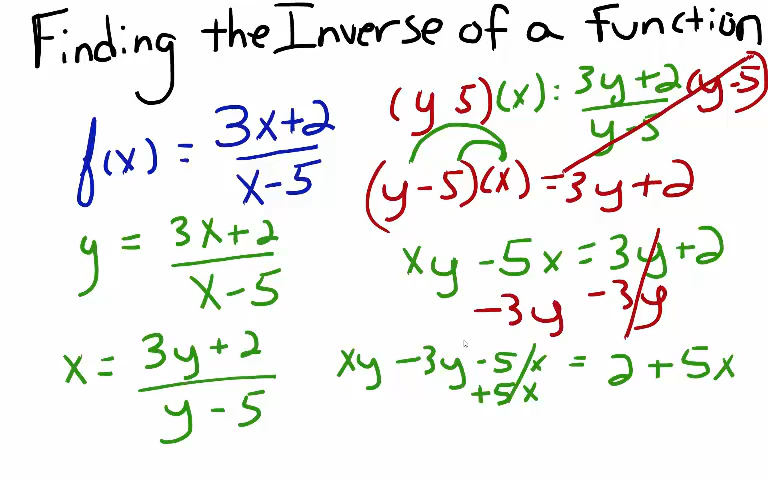 Finding the Inverse of a Function
f(x) = 3x+2 / x-5
y = 3x+2 / x-5
x = 3y+2 / y-5
(y 5)(x) = 3y+2 / y-5 (y-5)
(y-5)(x) = 3y+2
xy -5x = 3y+2
-3y -3y
xy -3y -5x = 2+5x
+5x